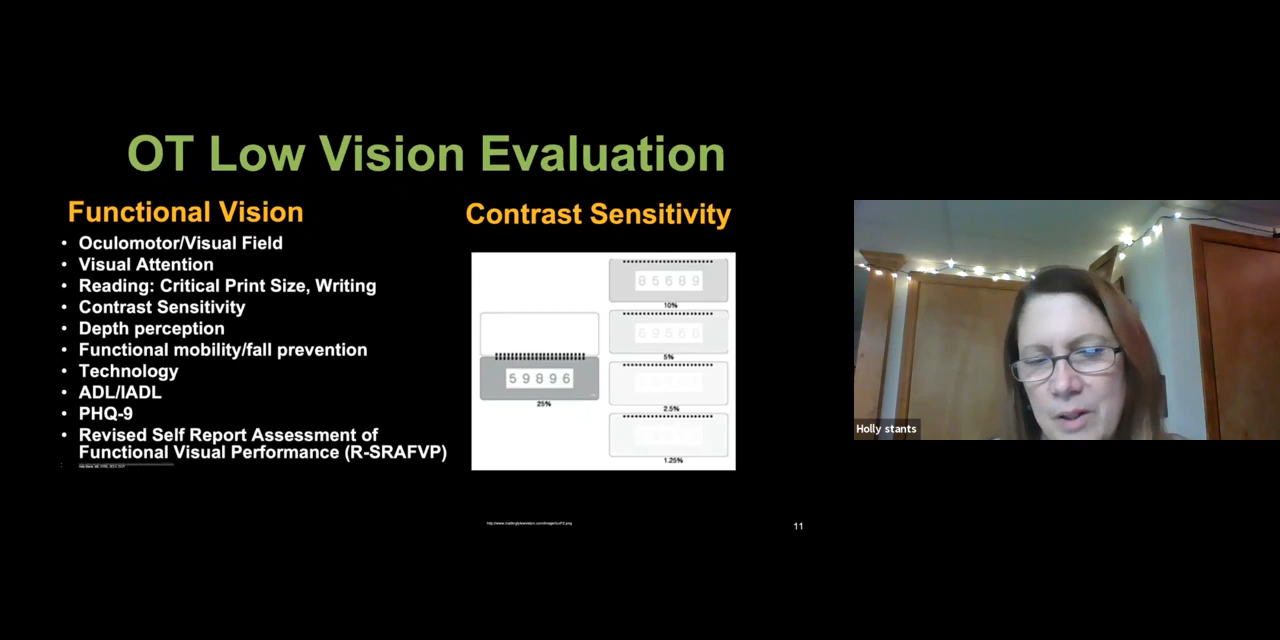 OT Low Vision Evaluation
Functional Vision
• Oculomotor/Visual Field
• Visual Attention
• Reading: Critical Print Size, Writing
• Contrast Sensitivity
• Depth perception
• Functional mobility/fall prevention
• Technology
• ADL/IADL
• PHQ-9
• Revised Self Report Assessment of
Functional Visual Performance (R-SRAFVP)
Contrast Sensitivity
59896
25%
85689
10%
69566
5%
2.5%
1.25%
11
Holly stants